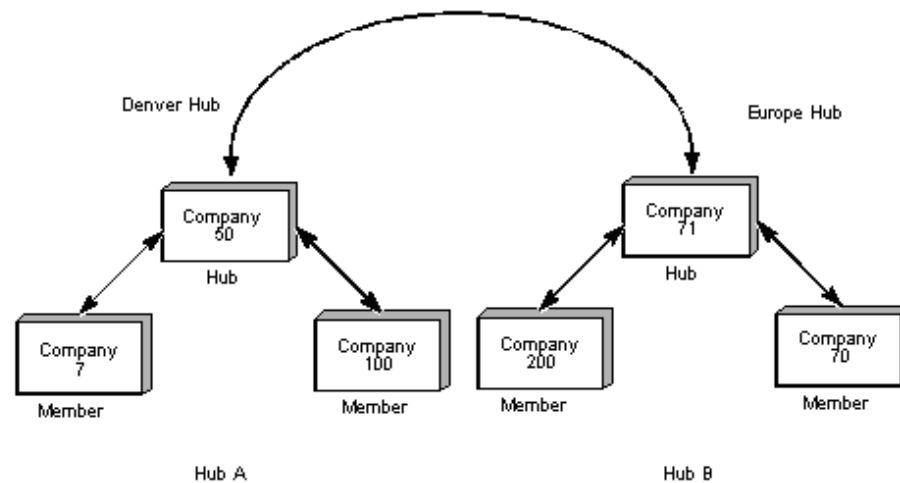 Denver Hub
Europe Hub
Company
50
Hub
Company
71
Hub
Company
7
Member
Company
100
Member
Company
200
Member
Company
70
Member
Hub A
Hub B